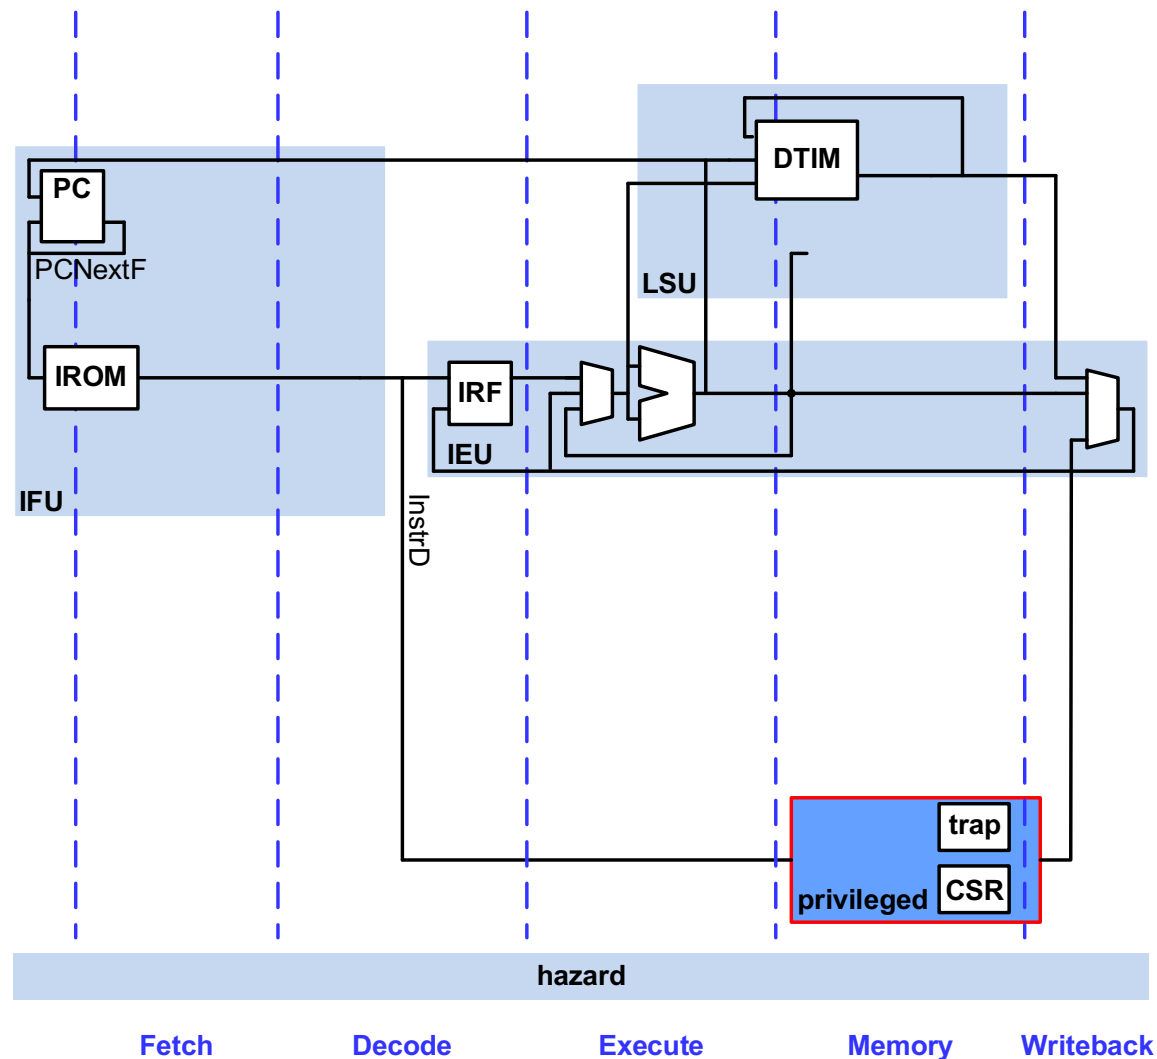 DTIM
PC
PCNextF
LSU
IROM
IRF
IEU
IFU
InstrD
trap
CSR
privileged
hazard
Fetch
Decode
Execute
Memory
Writeback